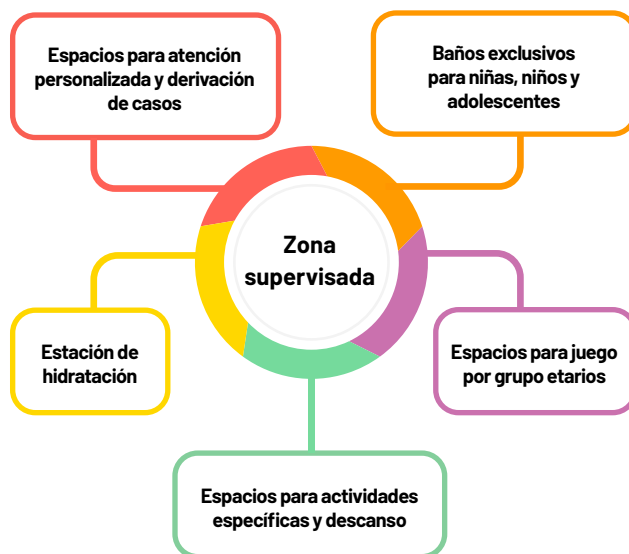 Espacios para atención
personalizada y derivación
de casos
Baños exclusivos
para niñas, niños y
adolescentes
Zona
supervisada
Estación de
hidratación
Espacios para juego
por grupo etarios
Espacios para actividades
específicas y descanso